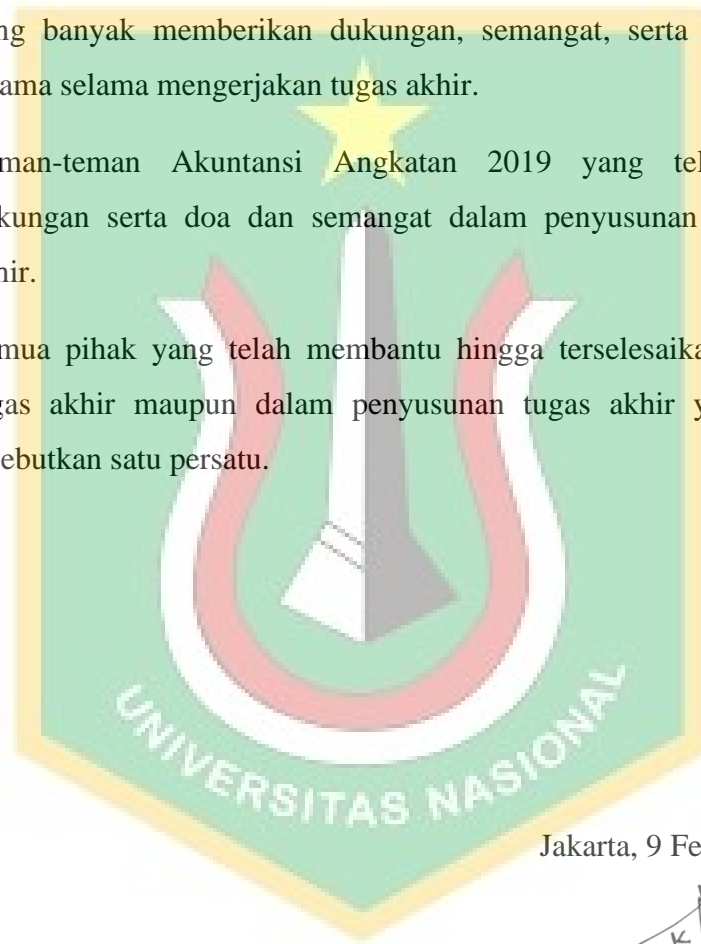 ng banyak memberikan dukungan, semangat, serta
ama selama mengerjakan tugas akhir.
man-teman Akuntansi Angkatan 2019 yang tel
kungan serta doa dan semangat dalam penyusunan
hir.
mua pihak yang telah membantu hingga terselesaika
gas akhir maupun dalam penyusunan tugas akhir y
sebutkan satu persatu.
UNIVERSITAS NASIONAL
Jakarta, 9 Fe